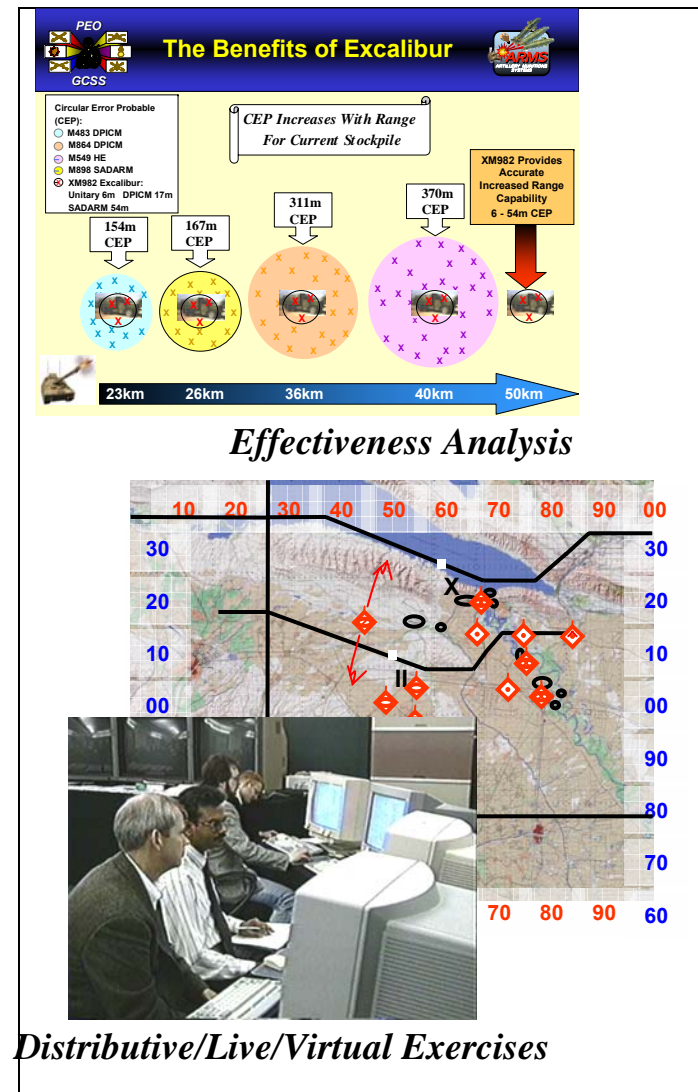 PEO
GCSS
The Benefits of Excalibur
ARMS
ARTILLERY MUNITIONS
SYSTEMS
Circular Error Probable
(CEP):
M483 DPICM
M864 DPICM
M549 HE
M898 SADARM
XM982 Excalibur:
Unitary 6m DPICM 17m
SADARM 54m
CEP Increases With Range
For Current Stockpile
XM982 Provides
Accurate
Increased Range
Capability
6 - 54m CEP
154m
CEP
167m
CEP
311m
CEP
370m
CEP
23km 26km 36km 40km 50km
Effectiveness Analysis
10 20 30 40 50 60 70 80 90 00
30 30
20 X 20
10 10
00 II 00
90
80
70
70 80 90 60
Distributive/Live/Virtual Exercises